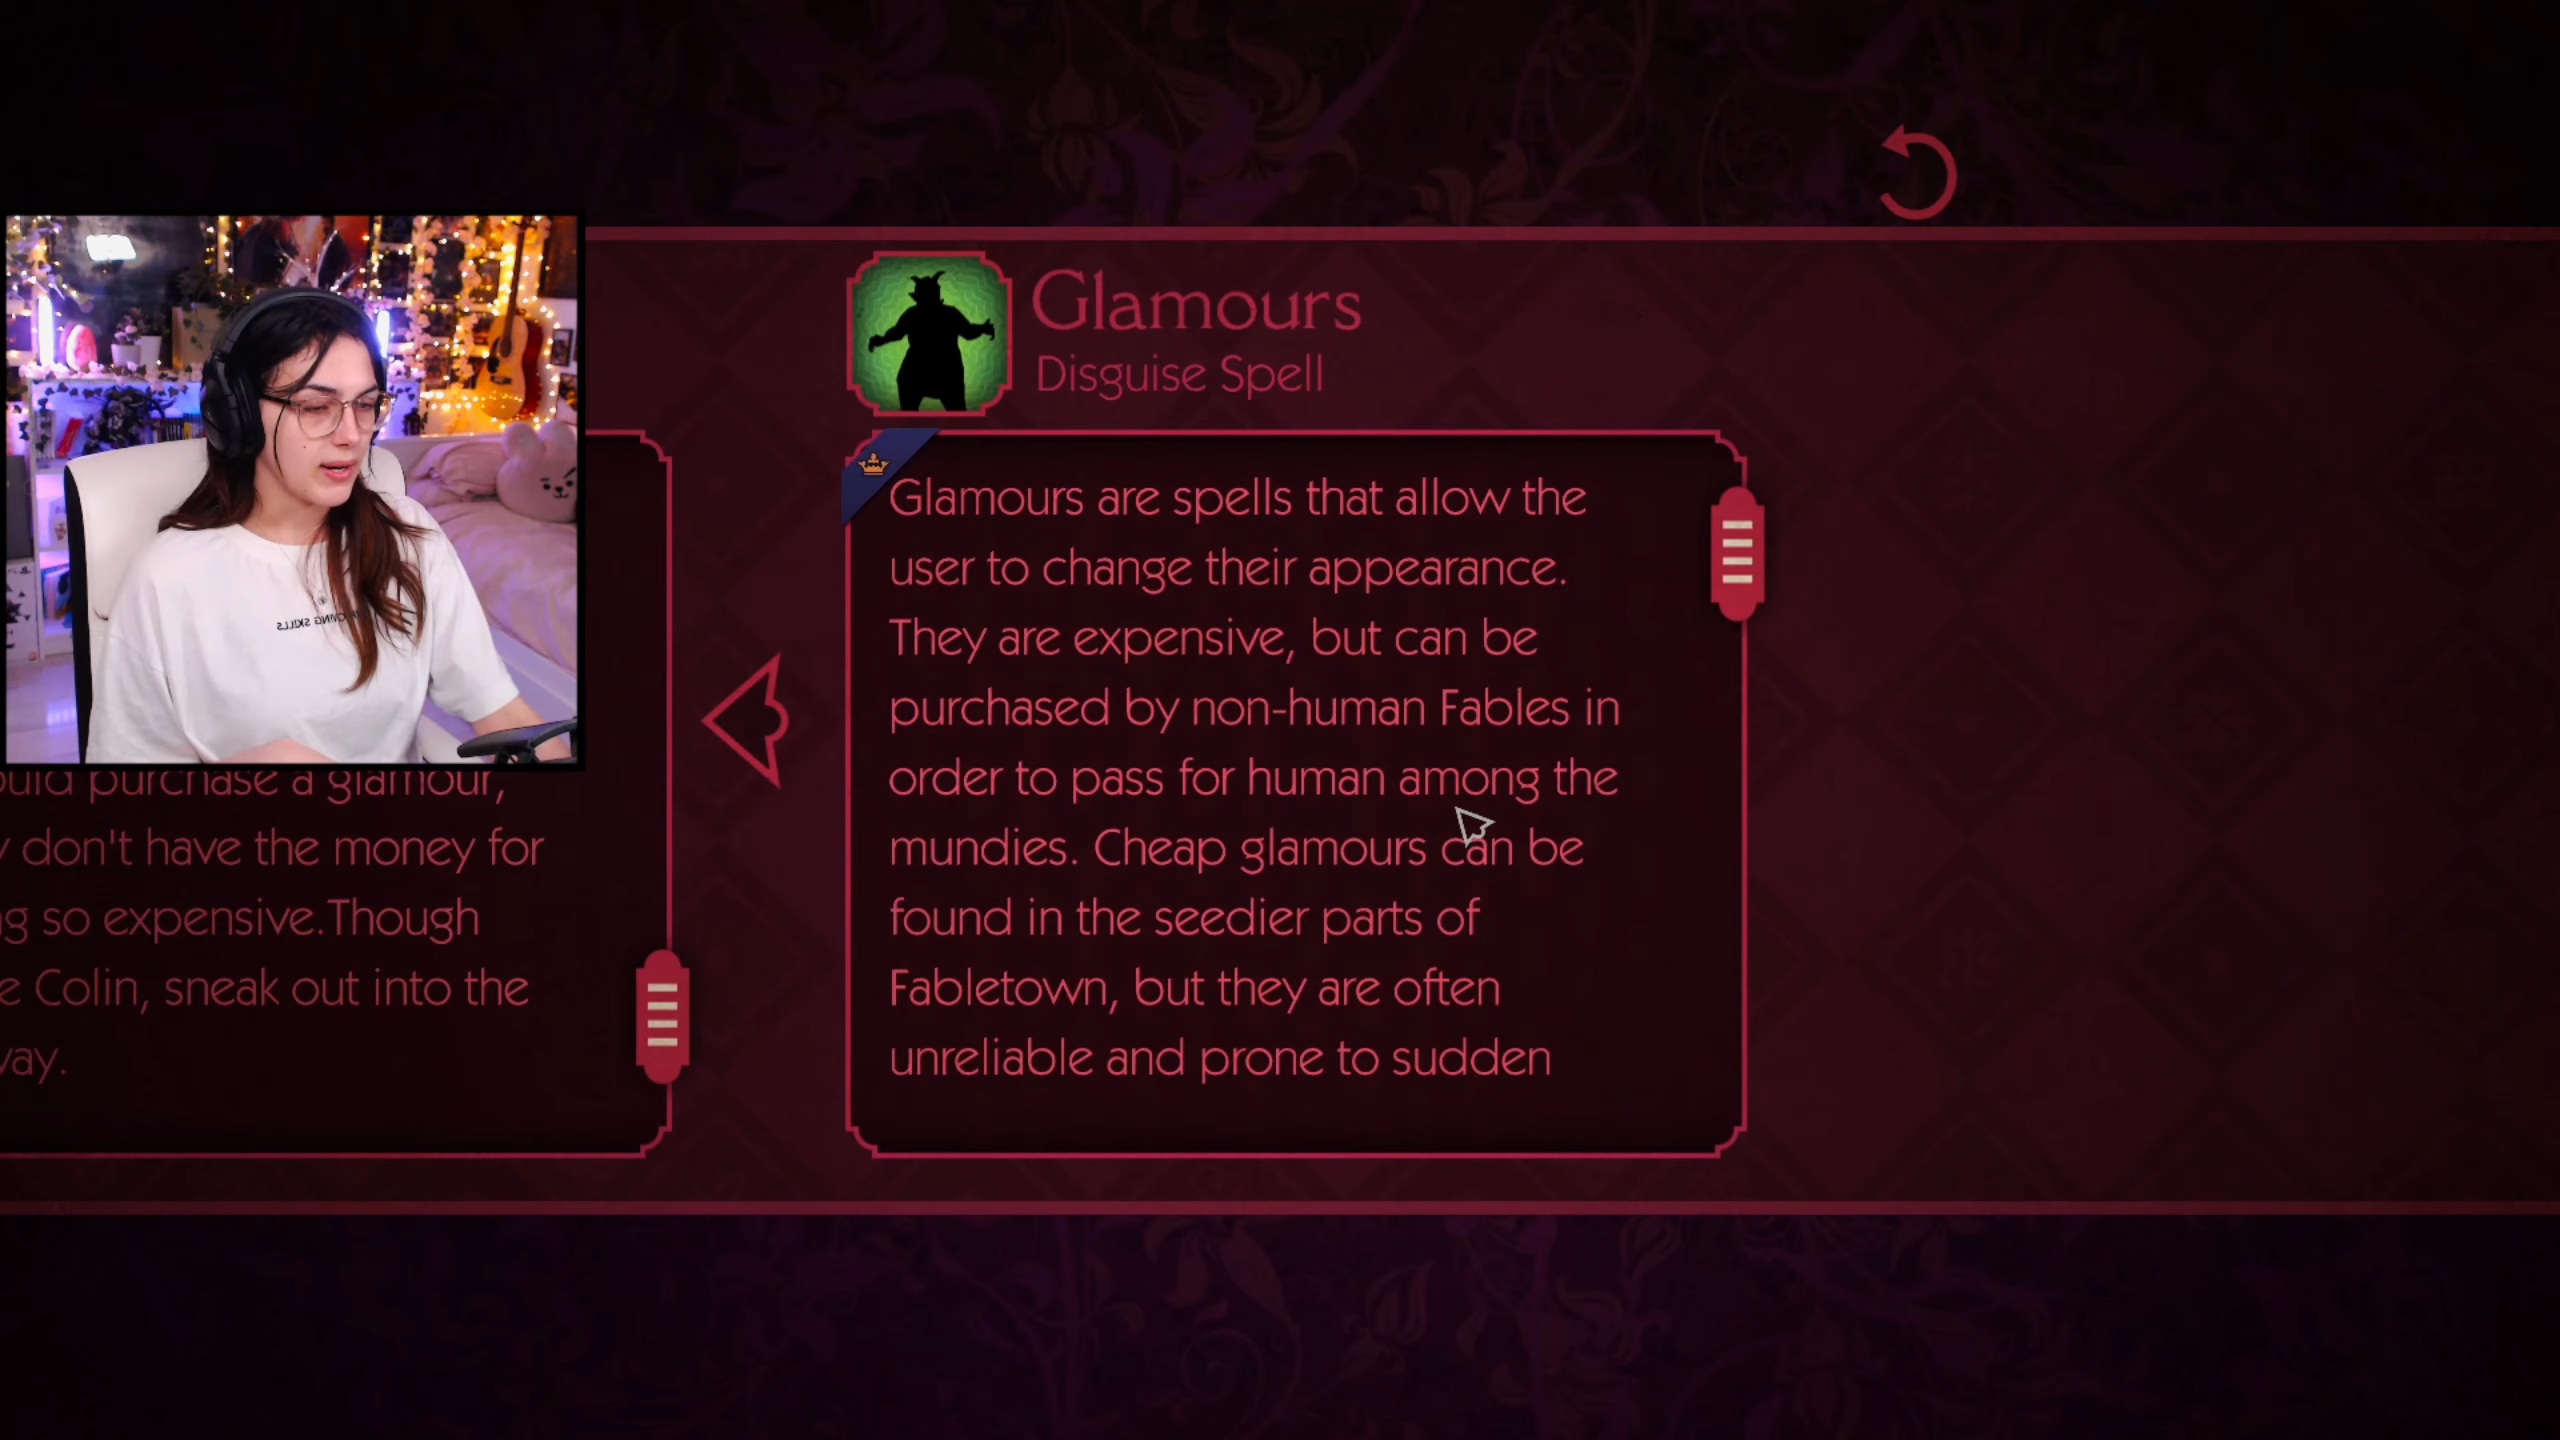 Glamours
Disguise Spell
Glamours are spells that allow the
user to change their appearance.
They are expensive, but can be
purchased by non-human Fables in
order to pass for human among the
mundies. Cheap glamours can be
found in the seedier parts of
Fabletown, but they are often
unreliable and prone to sudden
purchase a glamour,
don't have the money for
so expensive.Though
Colin, sneak out into the
SKILLS